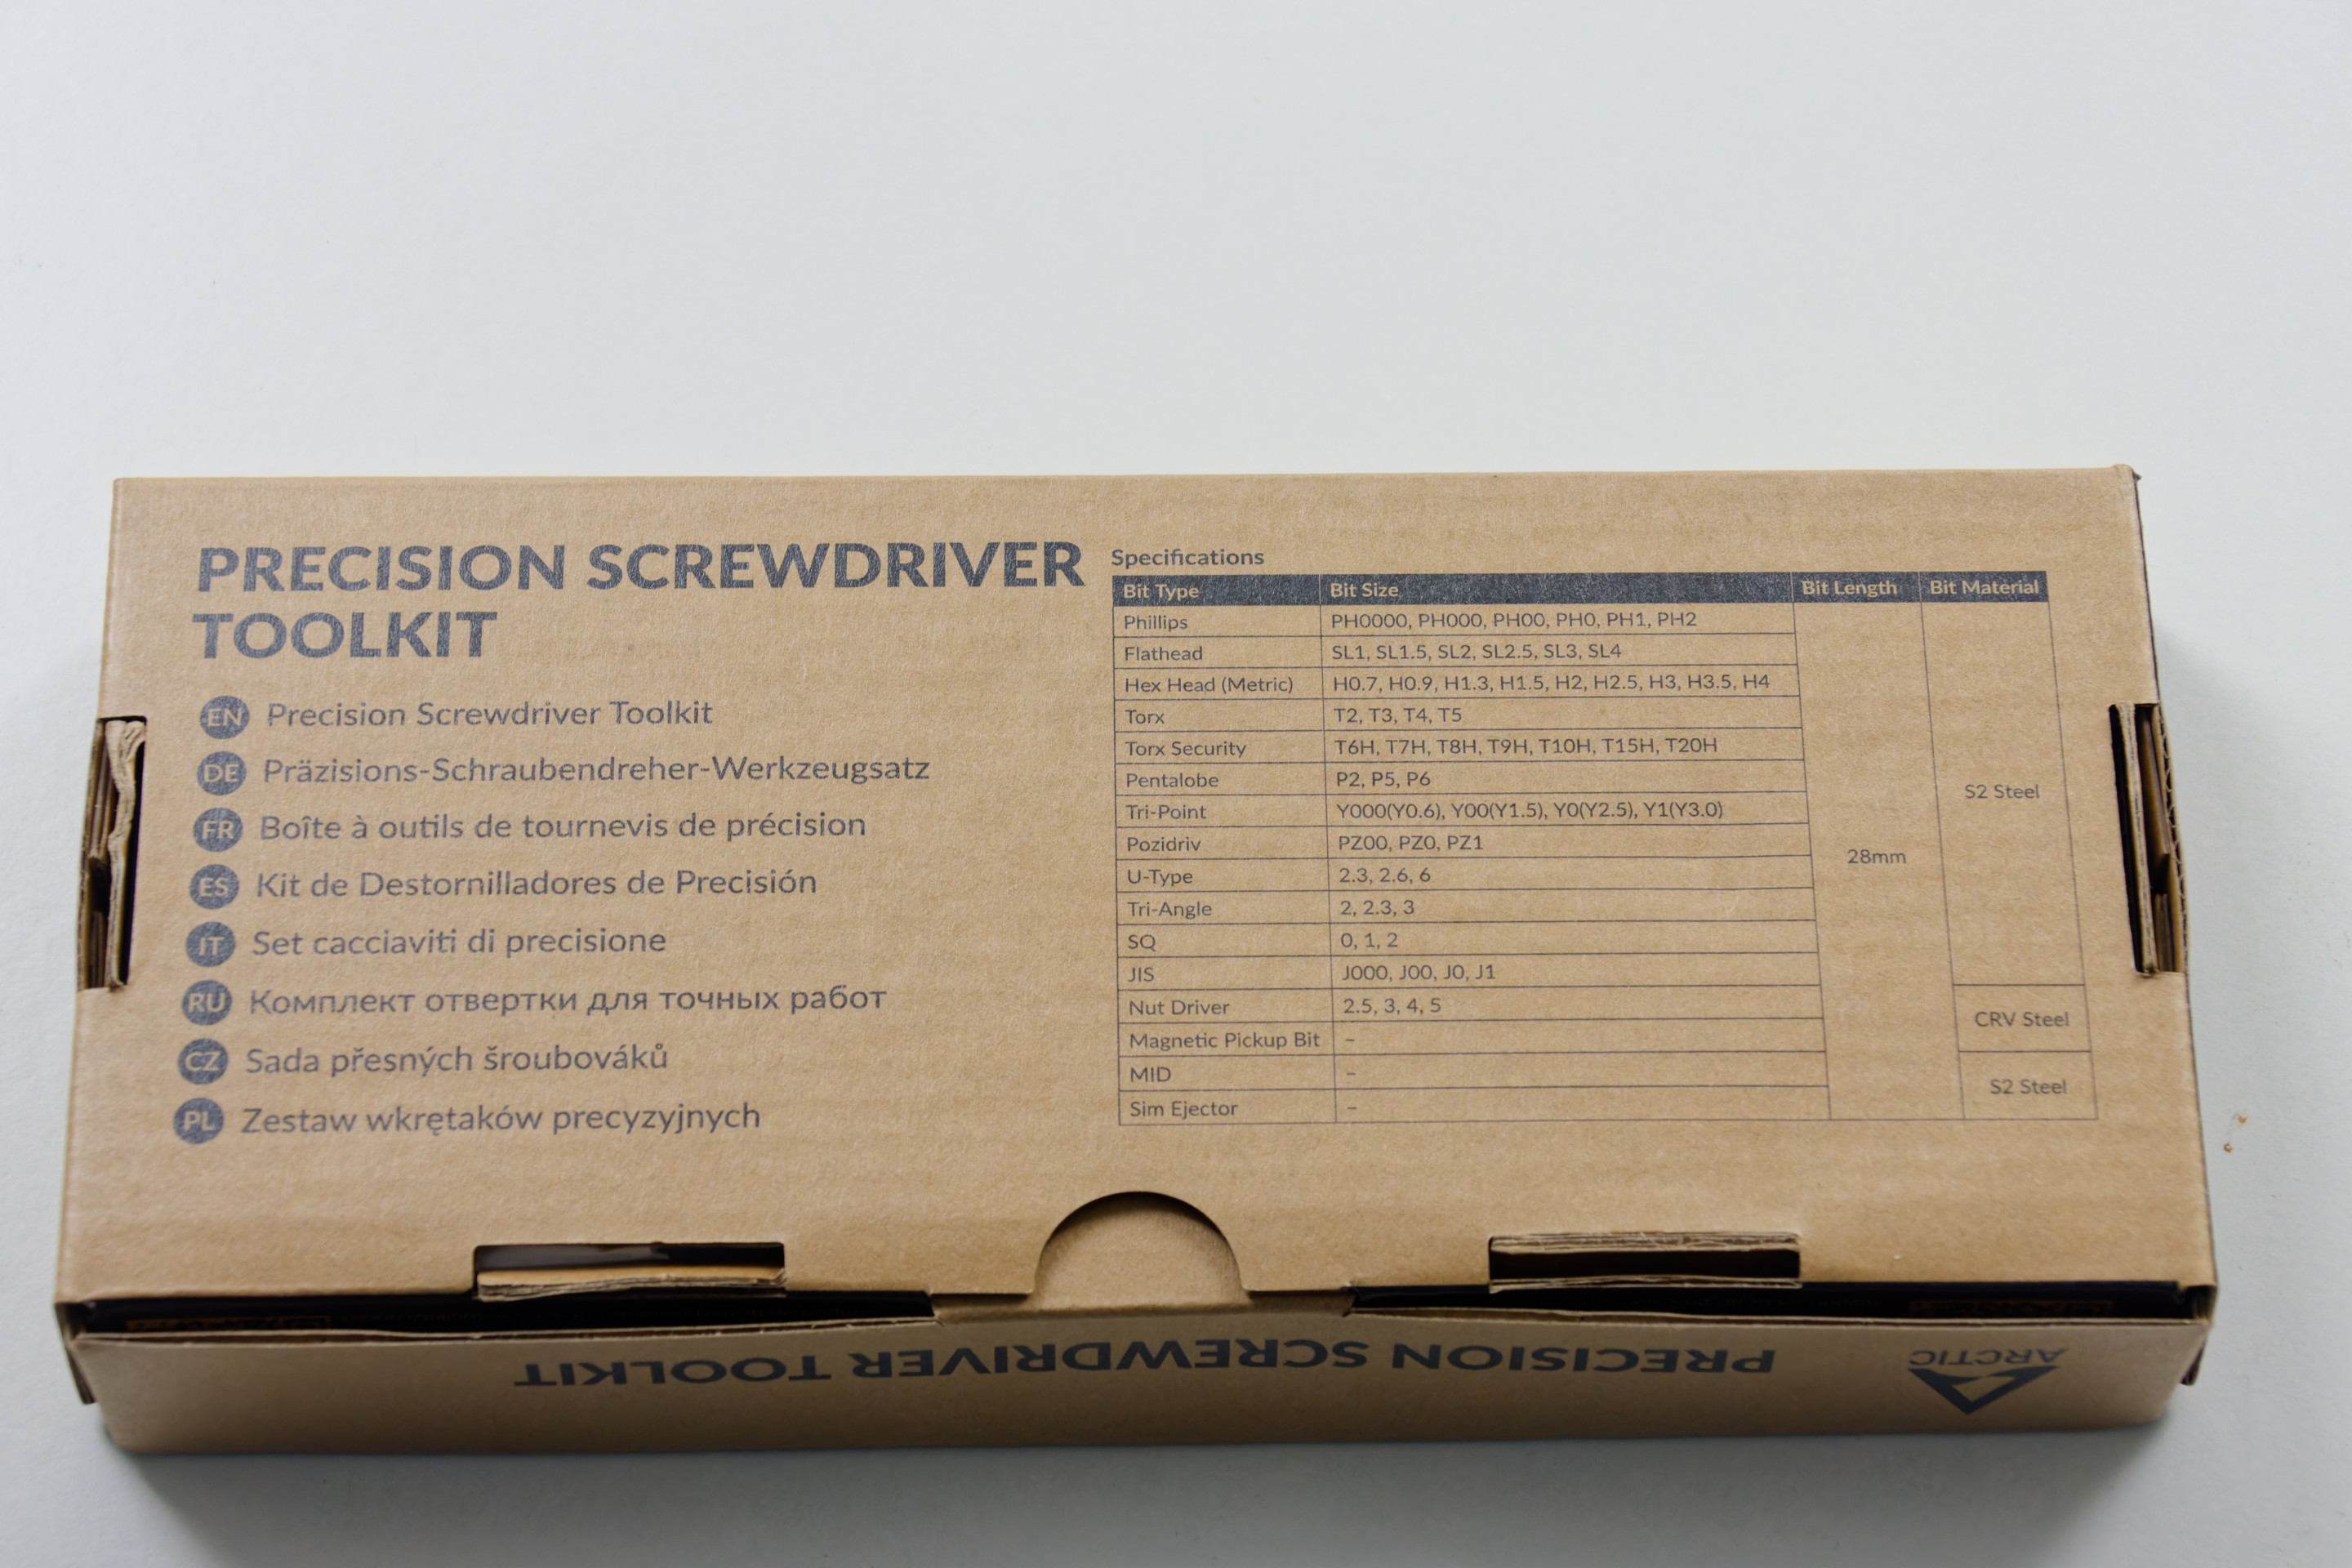 PRECISION SCREWDRIVER
TOOLKIT
EN Precision Screwdriver Toolkit
DE Präzisions-Schraubendreher-Werkzeugsatz
FR Boîte à outils de tournevis de précision
ES Kit de Destornilladores de Precisión
IT Set cacciaviti di precisione
RU Комплект отвертки для точных работ
CZ Sada přesných šroubováků
PL Zestaw wkrętaków precyzyjnych
Specifications
Bit Type Bit Size Bit Length Bit Material
Phillips PH0000, PH000, PH00, PH0, PH1, PH2
Flathead SL1, SL1.5, SL2, SL2.5, SL3, SL4
Hex Head (Metric) H0.7, H0.9, H1.3, H1.5, H2, H2.5, H3, H3.5, H4
Torx T2, T3, T4, T5
Torx Security T6H, T7H, T8H, T9H, T10H, T15H, T20H
Pentalobe P2, P5, P6
Tri-Point Y000(Y0.6), Y00(Y1.5), Y0(Y2.5), Y1(Y3.0)
Pozidriv PZ00, PZ0, PZ1
U-Type 2.3, 2.6, 6
Tri-Angle 2, 2.3, 3
SQ 0, 1, 2
JIS J000, J00, J0, J1
Nut Driver 2.5, 3, 4, 5
Magnetic Pickup Bit –
MID –
Sim Ejector –
28mm
S2 Steel
CRV Steel
S2 Steel
ARCTIC
PRECISION SCREWDRIVER TOOLKIT